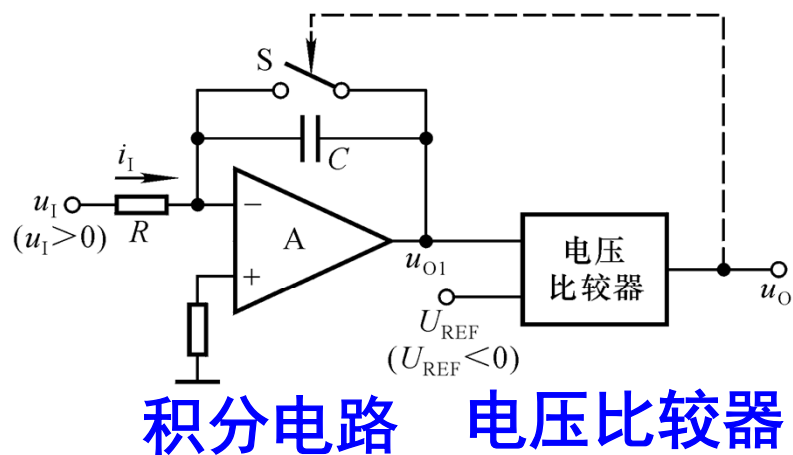 S
C
i_I
u_I
(u_I>0)
R
−
+
A
u_O1
电压
比较器
u_O
U_REF
(U_REF<0)
积分电路
电压比较器